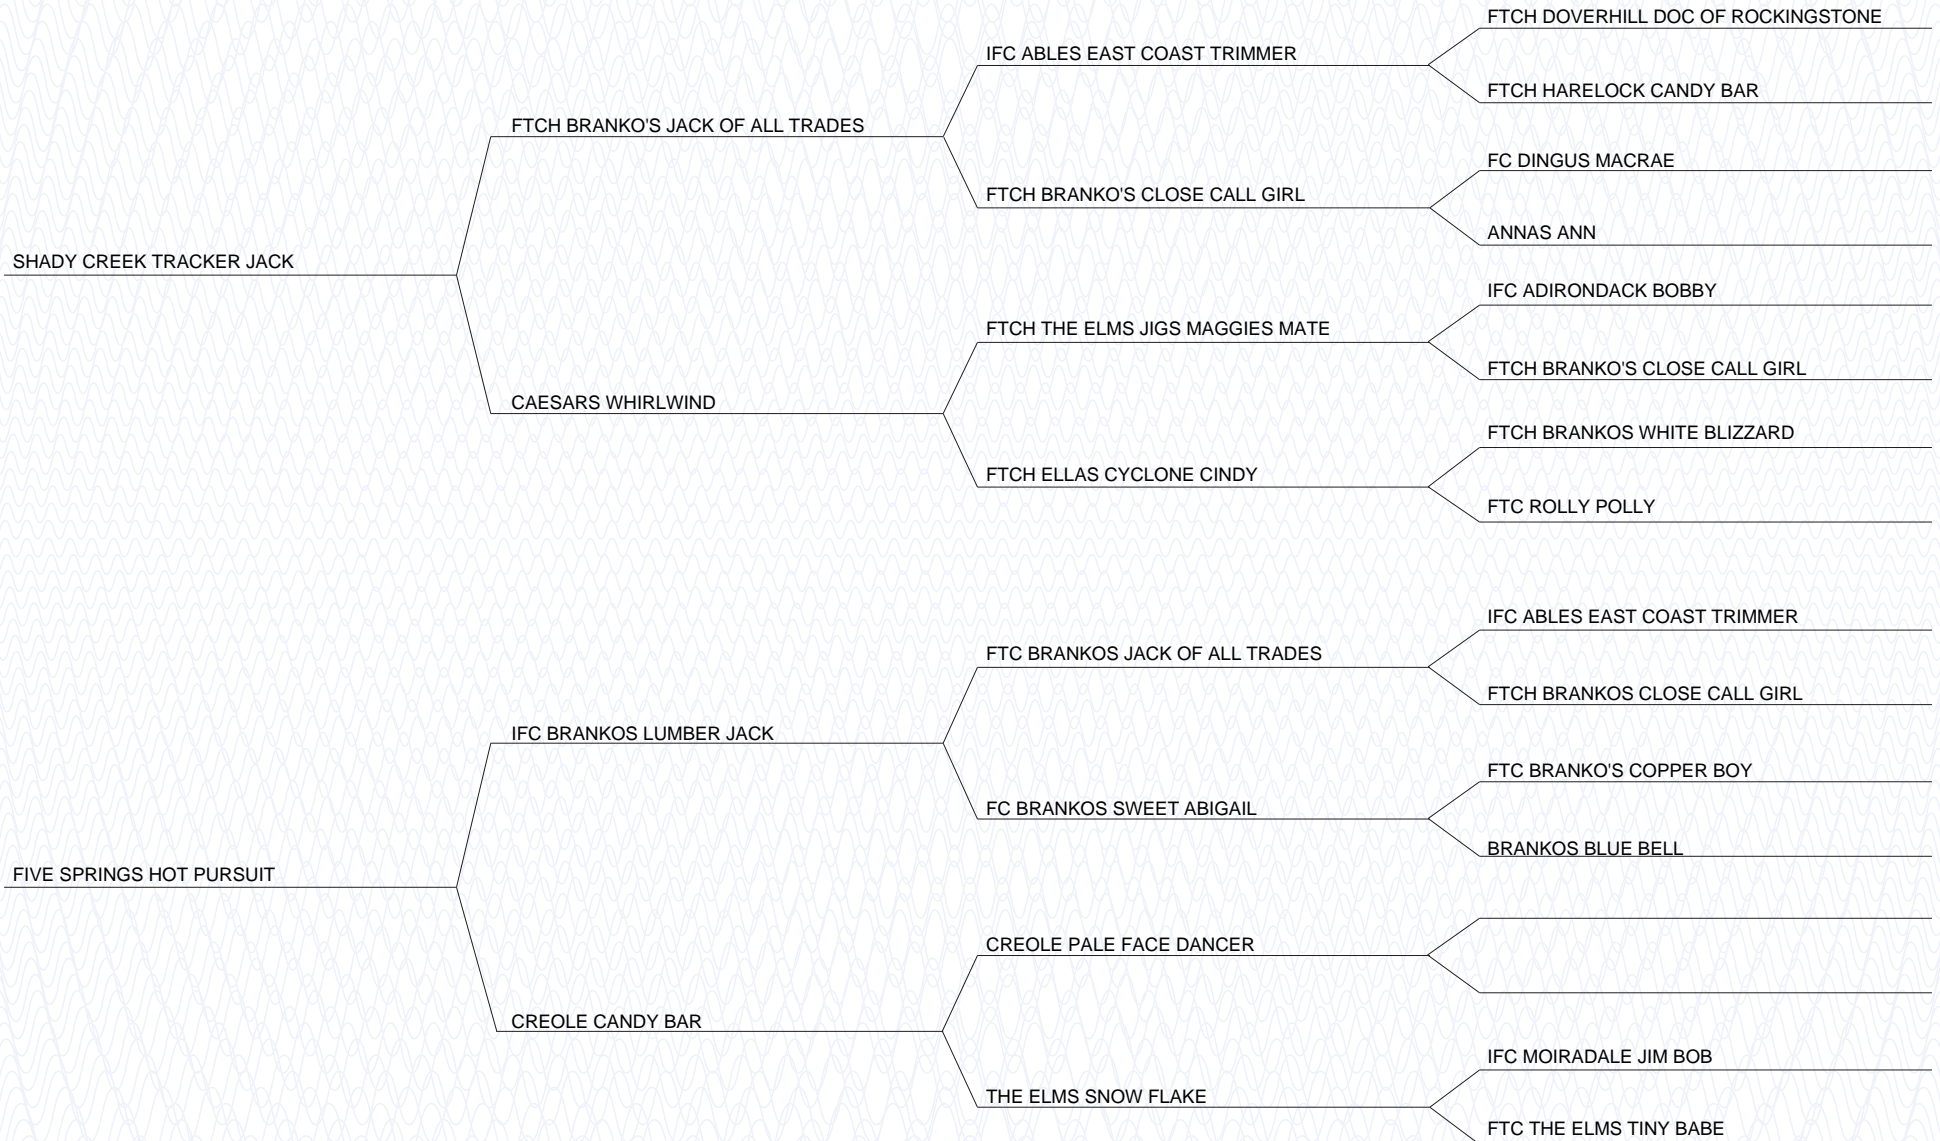 FTCH DOVERHILL DOC OF ROCKINGSTONE
IFC ABLES EAST COAST TRIMMER
FTCH HARELOCK CANDY BAR
FTCH BRANKO'S JACK OF ALL TRADES
FC DINGUS MACRAE
FTCH BRANKO'S CLOSE CALL GIRL
ANNAS ANN
SHADY CREEK TRACKER JACK
IFC ADIRONDACK BOBBY
FTCH THE ELMS JIGS MAGGIES MATE
FTCH BRANKO'S CLOSE CALL GIRL
CAESARS WHIRLWIND
FTCH BRANKOS WHITE BLIZZARD
FTCH ELLAS CYCLONE CINDY
FTC ROLLY POLLY
IFC ABLES EAST COAST TRIMMER
FTC BRANKOS JACK OF ALL TRADES
FTCH BRANKOS CLOSE CALL GIRL
IFC BRANKOS LUMBER JACK
FTC BRANKO'S COPPER BOY
FC BRANKOS SWEET ABIGAIL
BRANKOS BLUE BELL
FIVE SPRINGS HOT PURSUIT
CREOLE PALE FACE DANCER
CREOLE CANDY BAR
IFC MOIRADALE JIM BOB
THE ELMS SNOW FLAKE
FTC THE ELMS TINY BABE